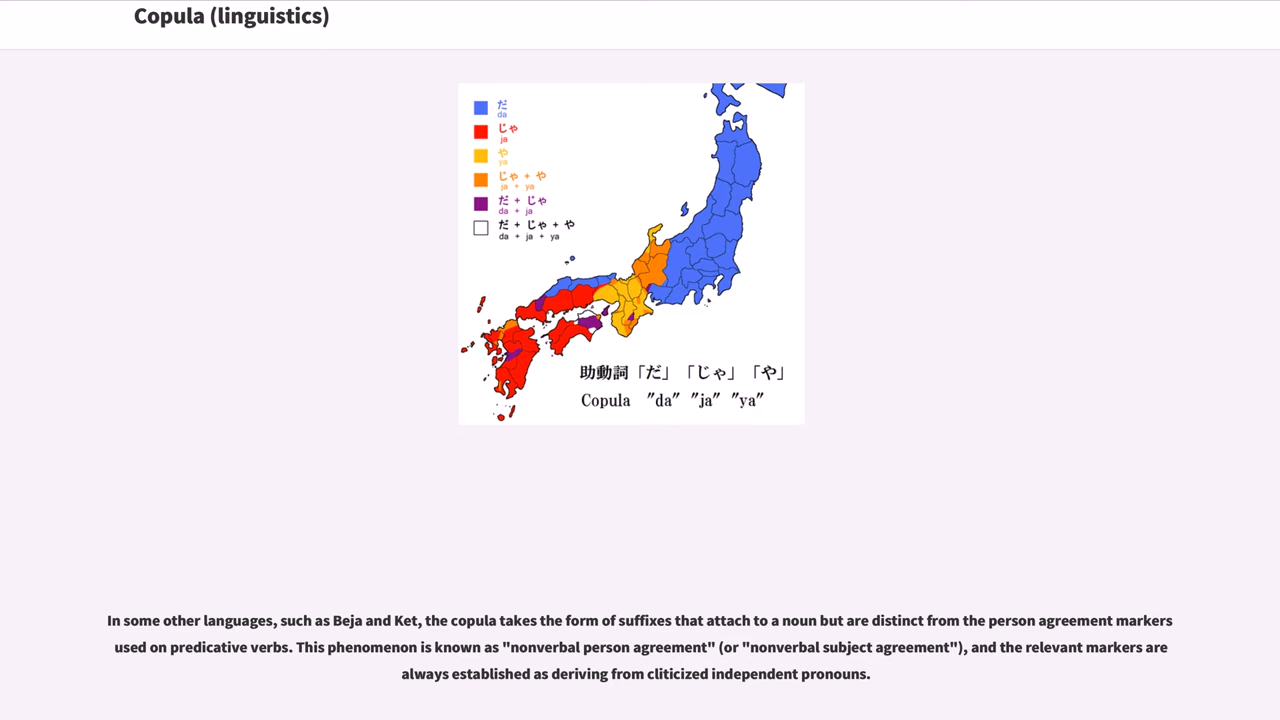 Copula (linguistics)
だ
da
じゃ
ja
や
ya
じゃ + や
ja + ya
だ + じゃ
da + ja
だ + じゃ + や
da + ja + ya
助動詞「だ」「じゃ」「や」
Copula "da" "ja" "ya"
In some other languages, such as Beja and Ket, the copula takes the form of suffixes that attach to a noun but are distinct from the person agreement markers
used on predicative verbs. This phenomenon is known as "nonverbal person agreement" (or "nonverbal subject agreement"), and the relevant markers are
always established as deriving from cliticized independent pronouns.